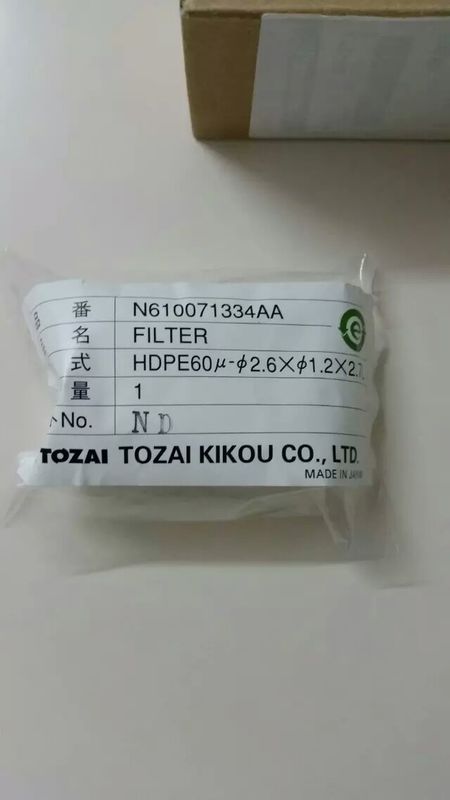 番 N610071334AA
名 FILTER
式 HDPE60μ-φ2.6×φ1.2×2.7
量 1
No. ND
TOZAI TOZAI KIKOU CO., LTD.
MADE IN JAPAN
e